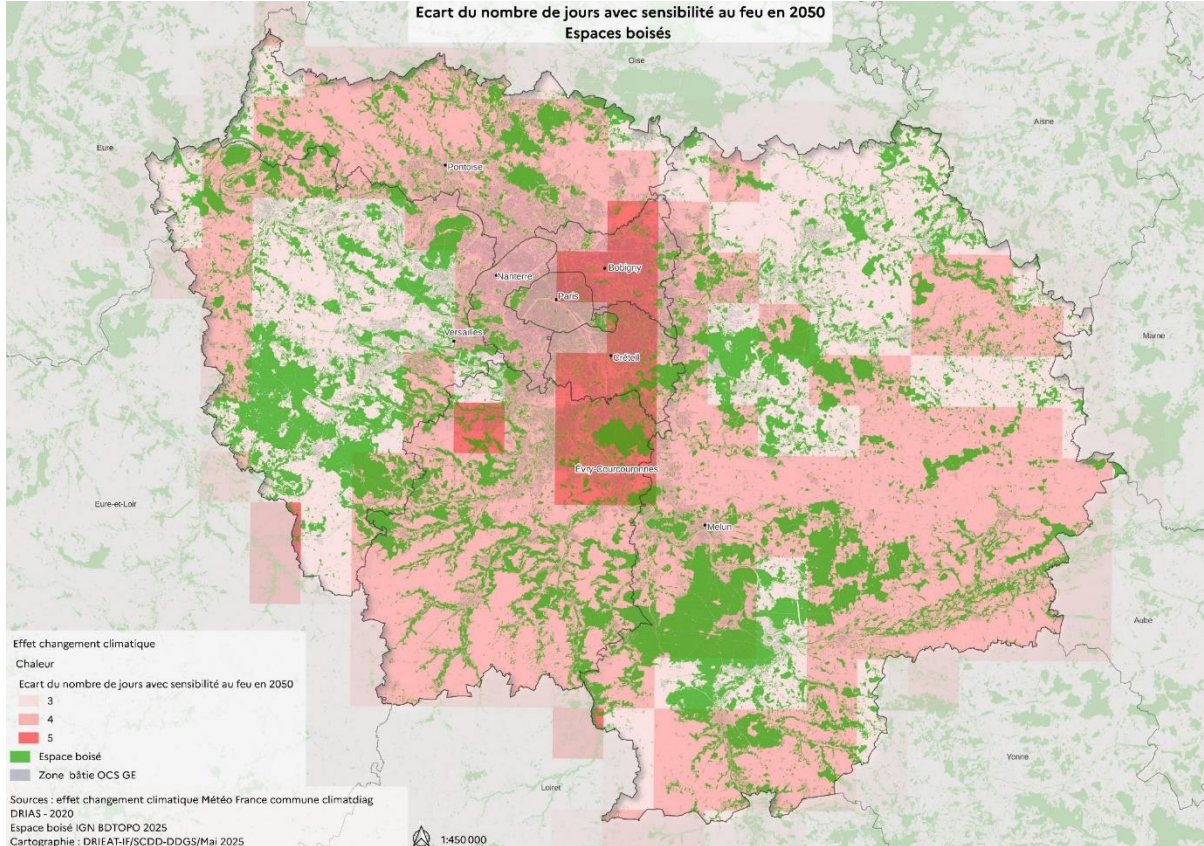 Ecart du nombre de jours avec sensibilité au feu en 2050
Espaces boisés
Oise
Aisne
Eure
Pontoise
Bobigny
Nanterre
Paris
Versailles
Marne
Créteil
Évry-Courcouronnes
Eure-et-Loir
Melun
Aube
Yonne
Loiret
Effet changement climatique
Chaleur
Ecart du nombre de jours avec sensibilité au feu en 2050
3
4
5
Espace boisé
Zone bâtie OCS GE
Sources : effet changement climatique Météo France commune climatdiag
DRIAS - 2020
Espace boisé IGN BDTOPO 2025
Cartographie : DRIEAT-IF/SCDD-DDGS/Mai 2025
1:450 000